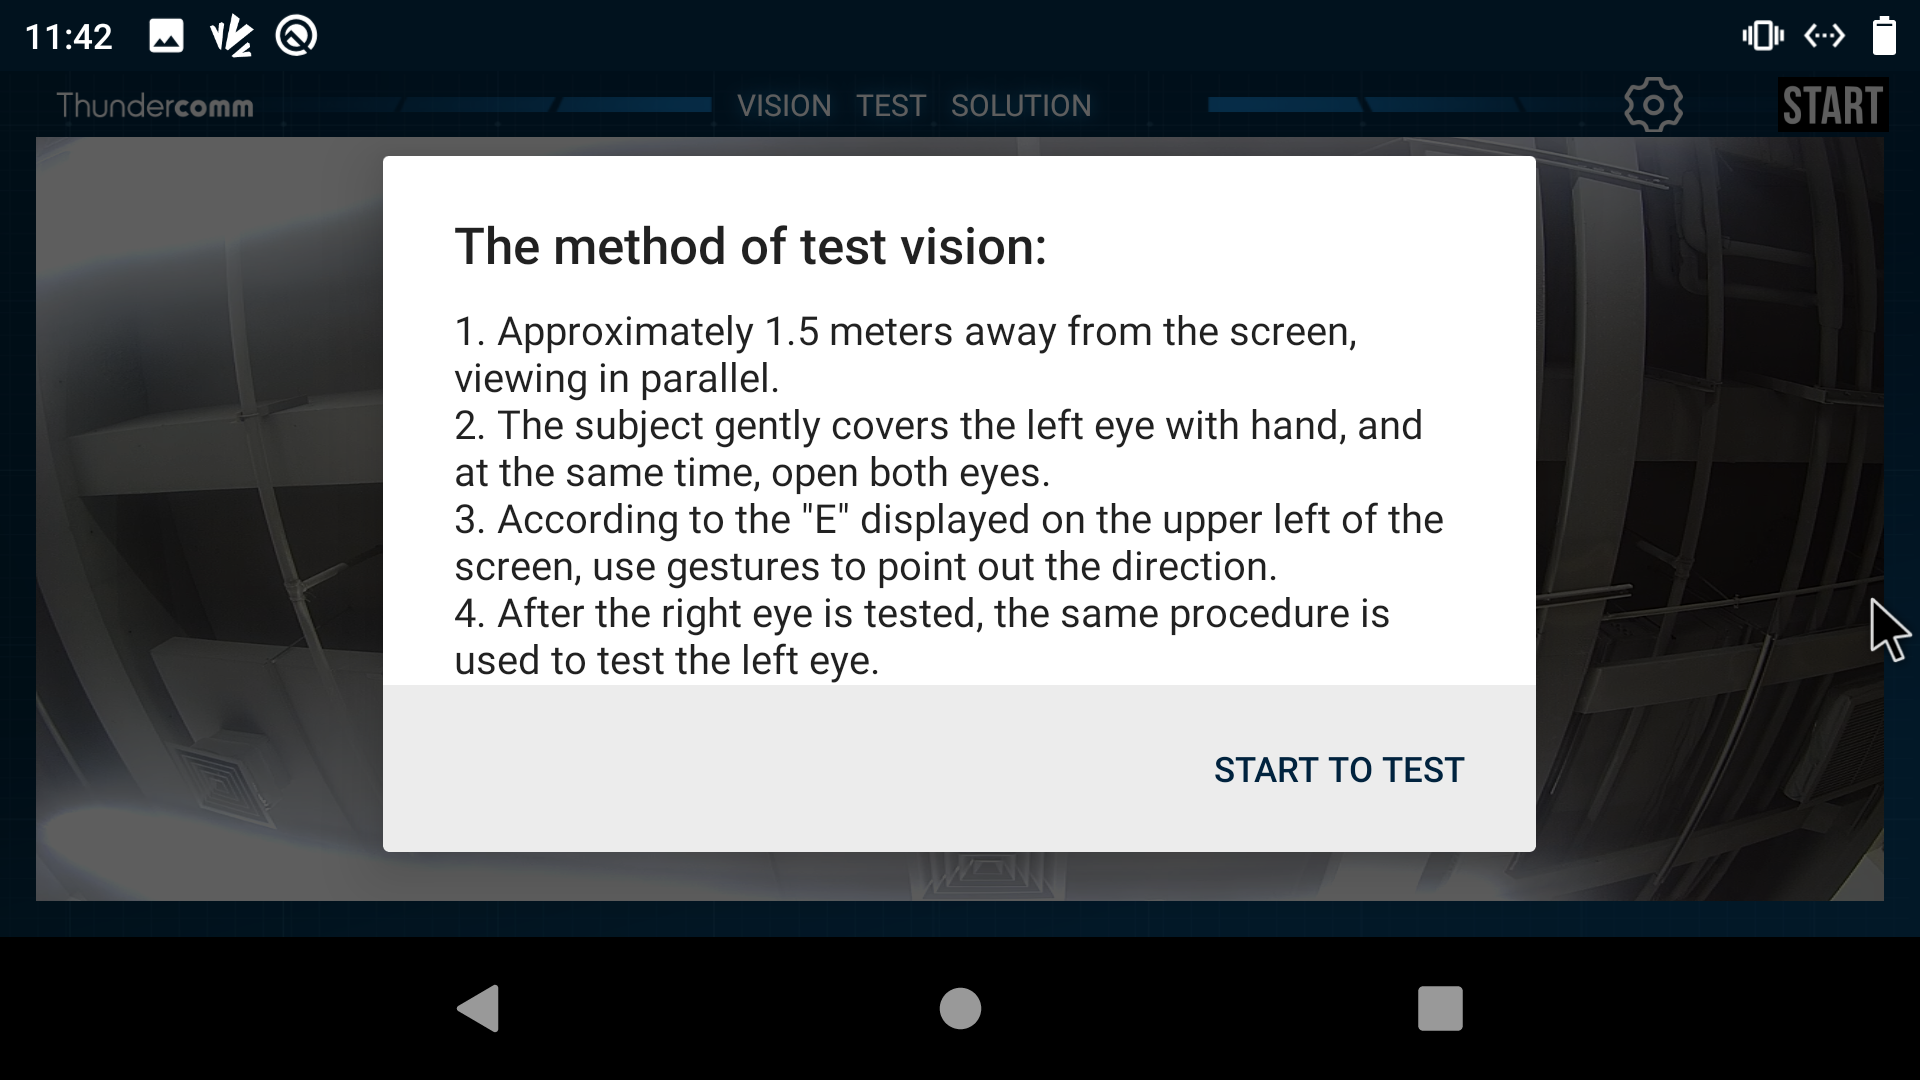 11:42
Thundercomm VISION TEST SOLUTION START
The method of test vision:
1. Approximately 1.5 meters away from the screen,
viewing in parallel.
2. The subject gently covers the left eye with hand, and
at the same time, open both eyes.
3. According to the "E" displayed on the upper left of the
screen, use gestures to point out the direction.
4. After the right eye is tested, the same procedure is
used to test the left eye.
START TO TEST